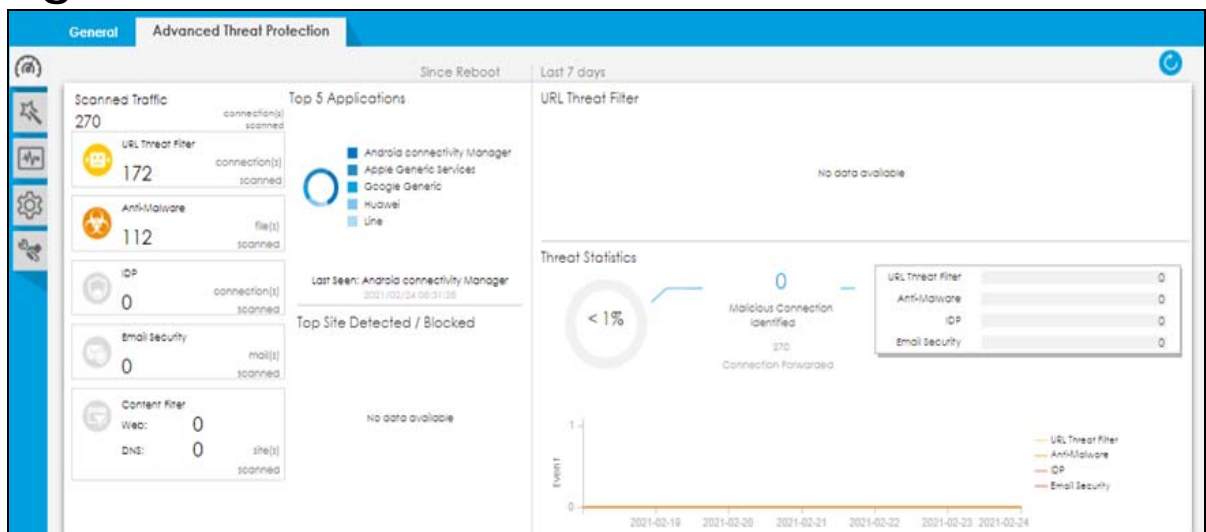 General Advanced Threat Protection
Since Reboot Last 7 days
Scanned Traffic
270 connection(s)
scanned
URL Threat Filter
172 connection(s)
scanned
Anti-Malware
112 file(s)
scanned
IDP
0 connection(s)
scanned
Email Security
0 mail(s)
scanned
Content Filter
Web: 0
DNS: 0 site(s)
scanned
Top 5 Applications
Android connectivity Manager
Apple Generic Services
Google Generic
Huawei
Line
Last Seen: Android connectivity Manager
2021/02/24 08:31:28
Top Site Detected / Blocked
No data available
URL Threat Filter
No data available
Threat Statistics
< 1%
0
Malicious Connection
Identified
270
Connection Forwarded
URL Threat Filter 0
Anti-Malware 0
IDP 0
Email Security 0
1
Event
0
2021-02-19 2021-02-20 2021-02-21 2021-02-22 2021-02-23 2021-02-24
URL Threat Filter
Anti-Malware
IDP
Email Security